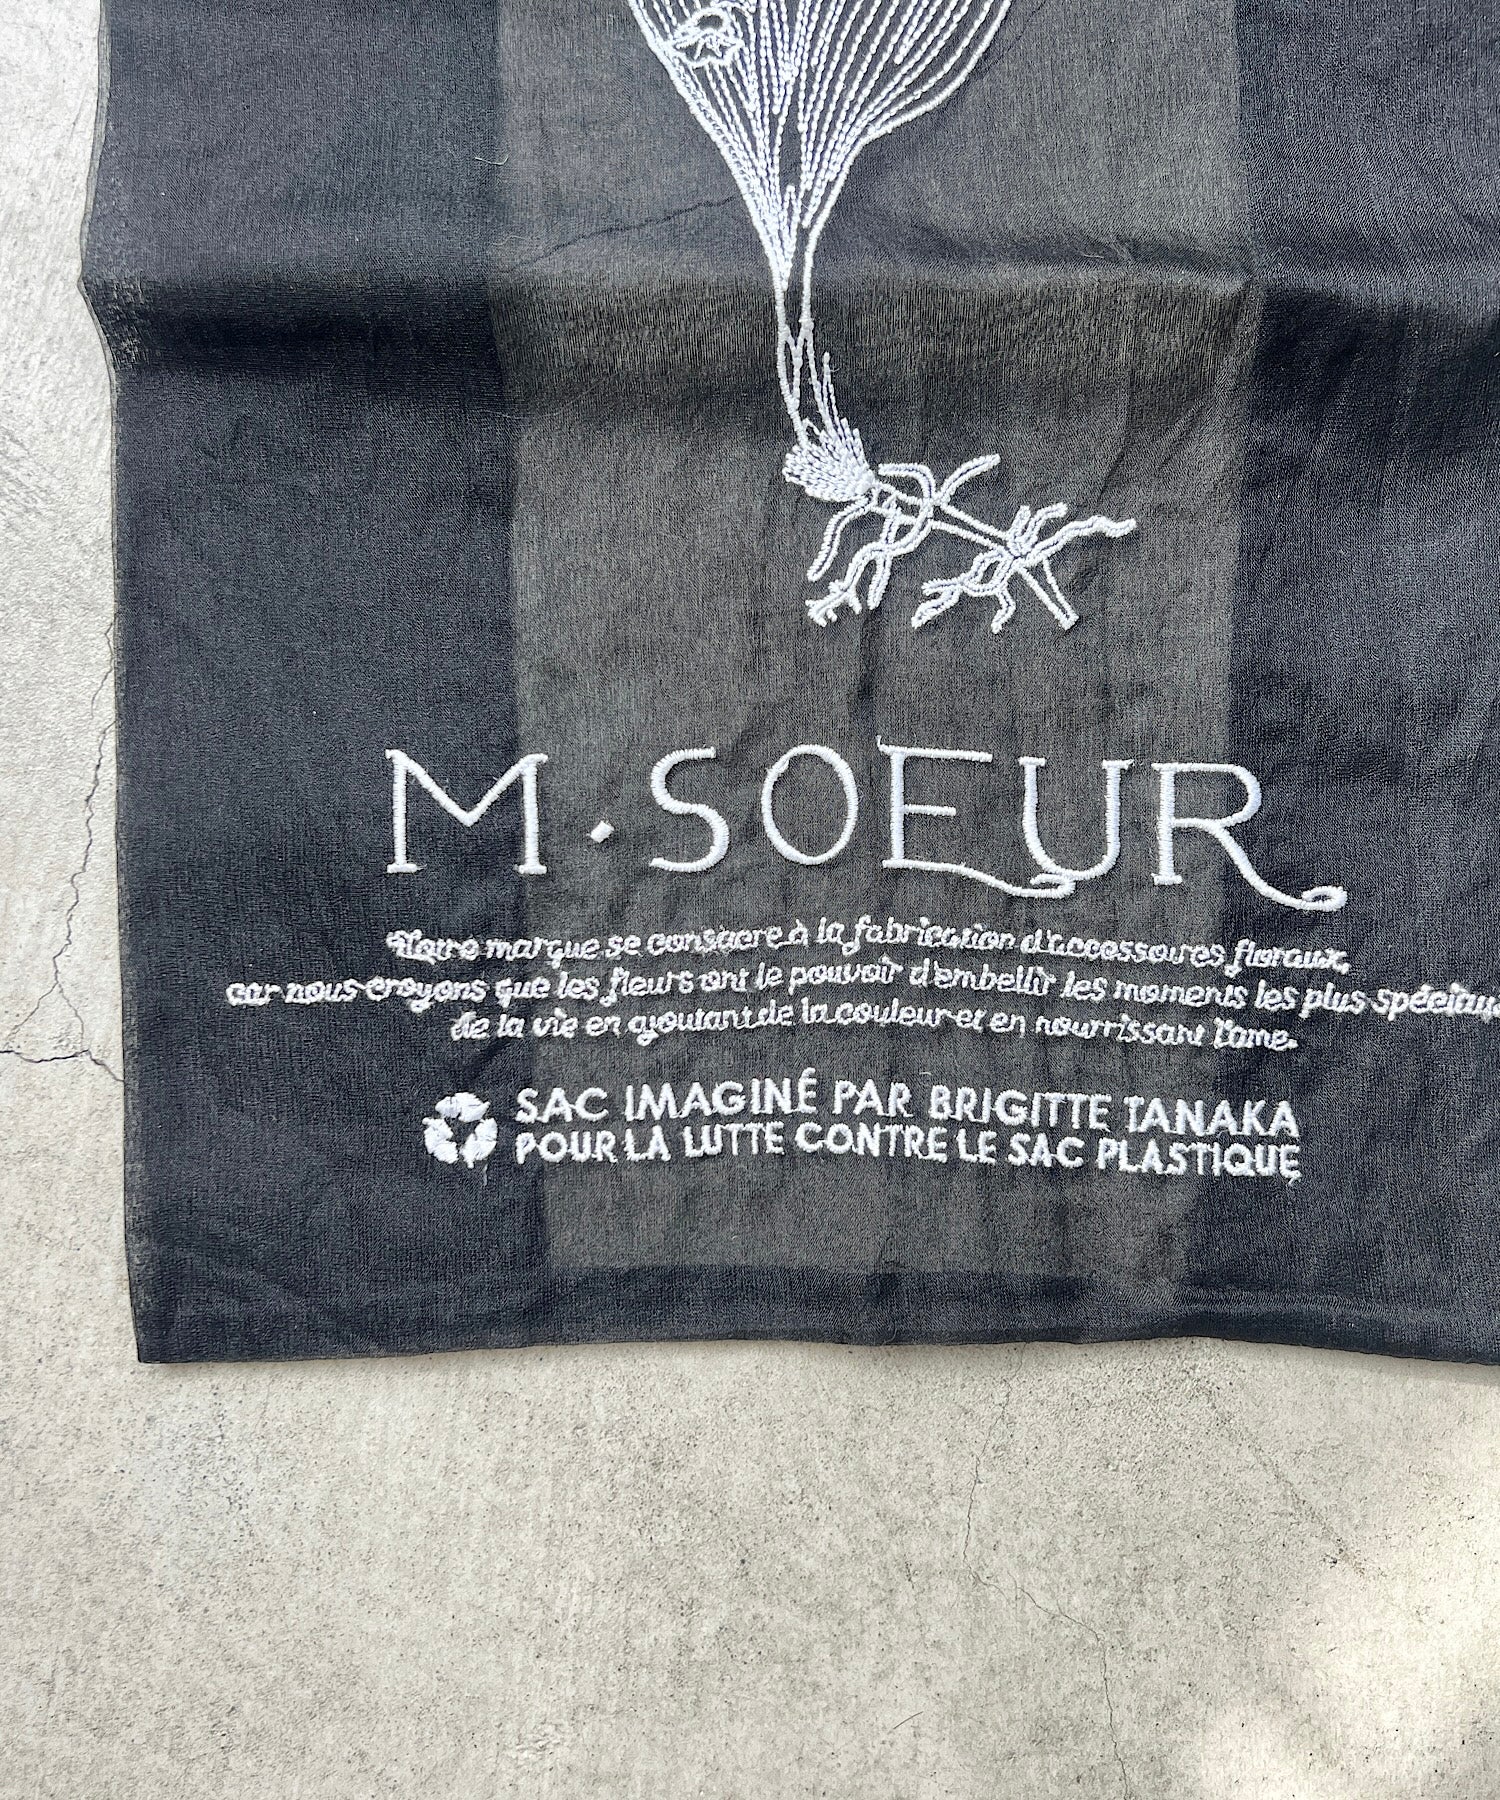 M·SOEUR
Notre marque se consacre à la fabrication d'accessoires floraux,
car nous croyons que les fleurs ont le pouvoir d'embellir les moments les plus spéciaux
de la vie en ajoutant de la couleur et en nourrissant l'ame.
SAC IMAGINÉ PAR BRIGITTE TANAKA
POUR LA LUTTE CONTRE LE SAC PLASTIQUE